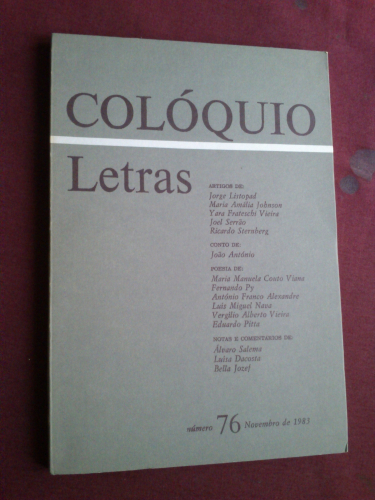 COLÓQUIO
Letras
ARTIGOS DE:
Jorge Listopad
Maria Amélia Johnson
Yara Frateschi Vieira
Joel Serrão
Ricardo Sternberg
CONTO DE:
João Antônio
POESIA DE:
Maria Manuela Couto Viana
Fernando Py
António Franco Alexandre
Luís Miguel Nava
Vergílio Alberto Vieira
Eduardo Pitta
NOTAS E COMENTÁRIOS DE:
Álvaro Salema
Luísa Dacosta
Bella Jozef
número 76 Novembro de 1983